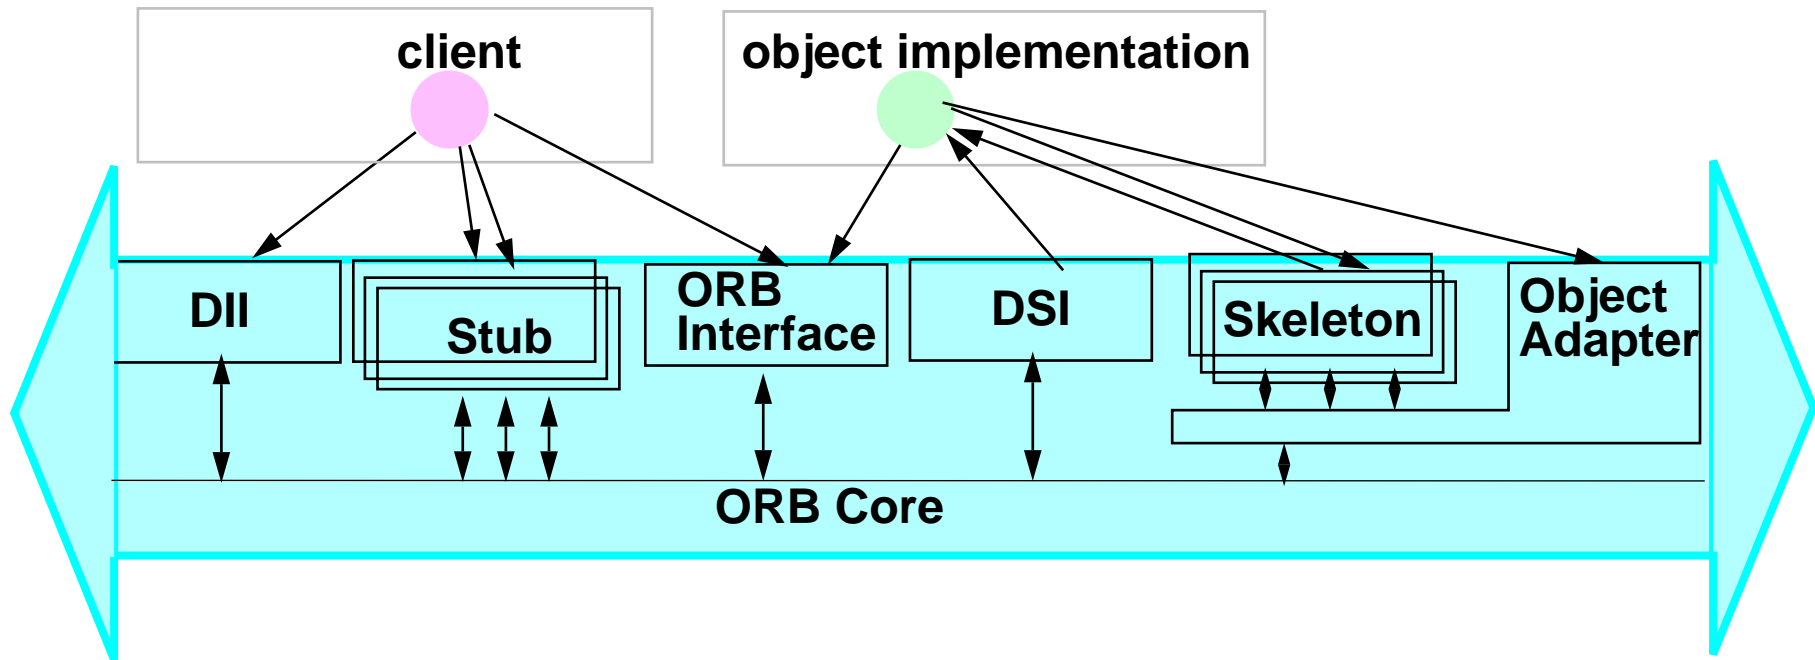 client
object implementation
DII
Stub
ORB
Interface
DSI
Skeleton
Object
Adapter
ORB Core